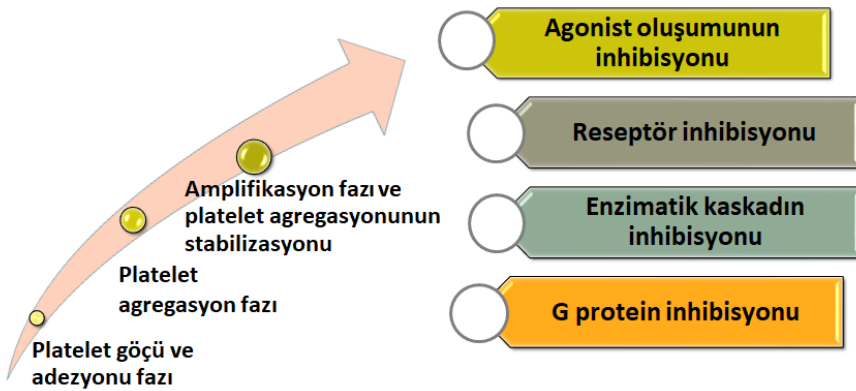 Agonist oluşumunun
inhibisyonu
Reseptör inhibisyonu
Enzimatik kaskadın
inhibisyonu
G protein inhibisyonu
Amplifikasyon fazı ve
platelet agregasyonunun
stabilizasyonu
Platelet
agregasyon fazı
Platelet göçü ve
adezyonu fazı